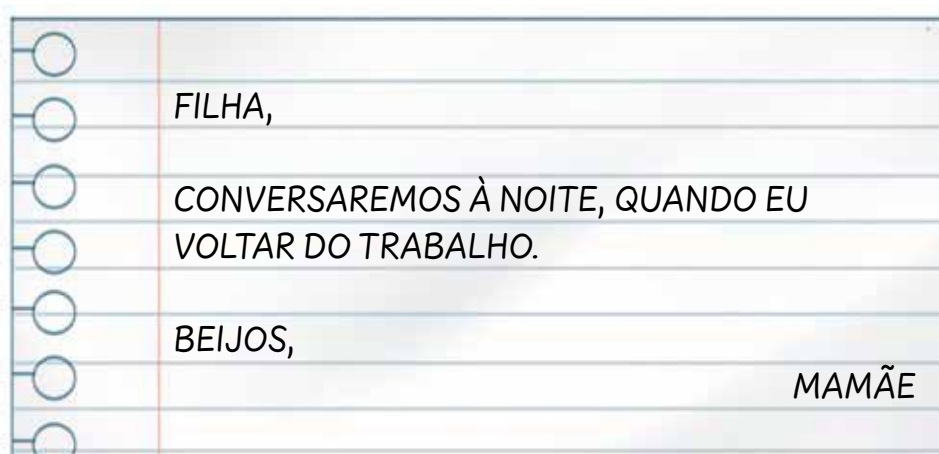 FILHA,
CONVERSAREMOS À NOITE, QUANDO EU
VOLTAR DO TRABALHO.
BEIJOS,
MAMÃE